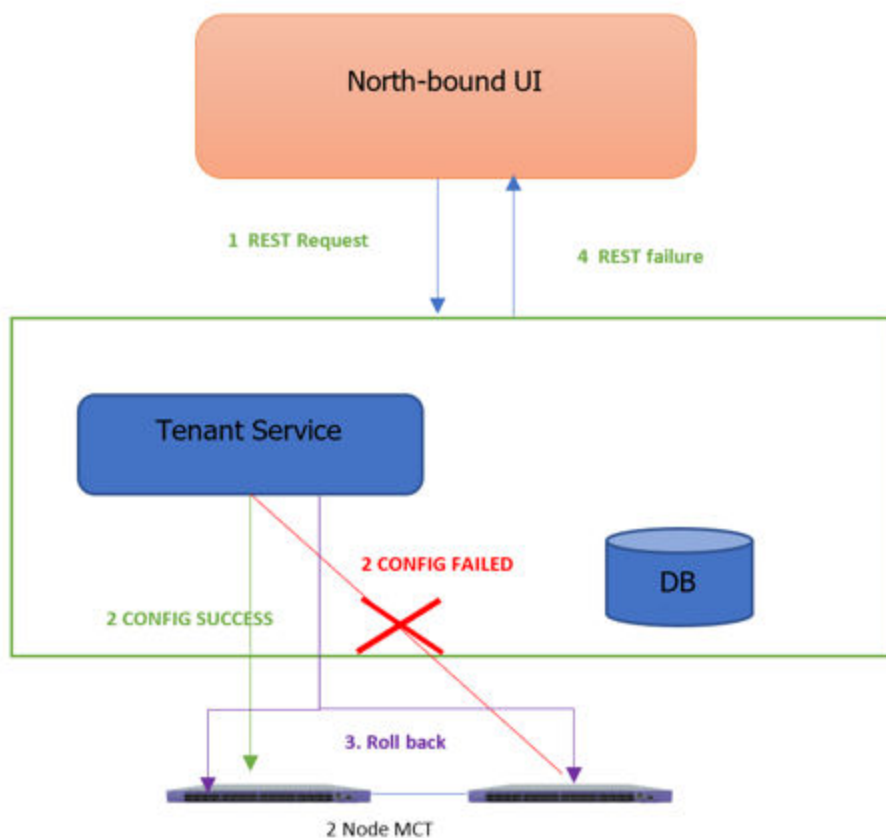 North-bound UI
1 REST Request
4 REST failure
Tenant Service
2 CONFIG FAILED
DB
2 CONFIG SUCCESS
3. Roll back
2 Node MCT